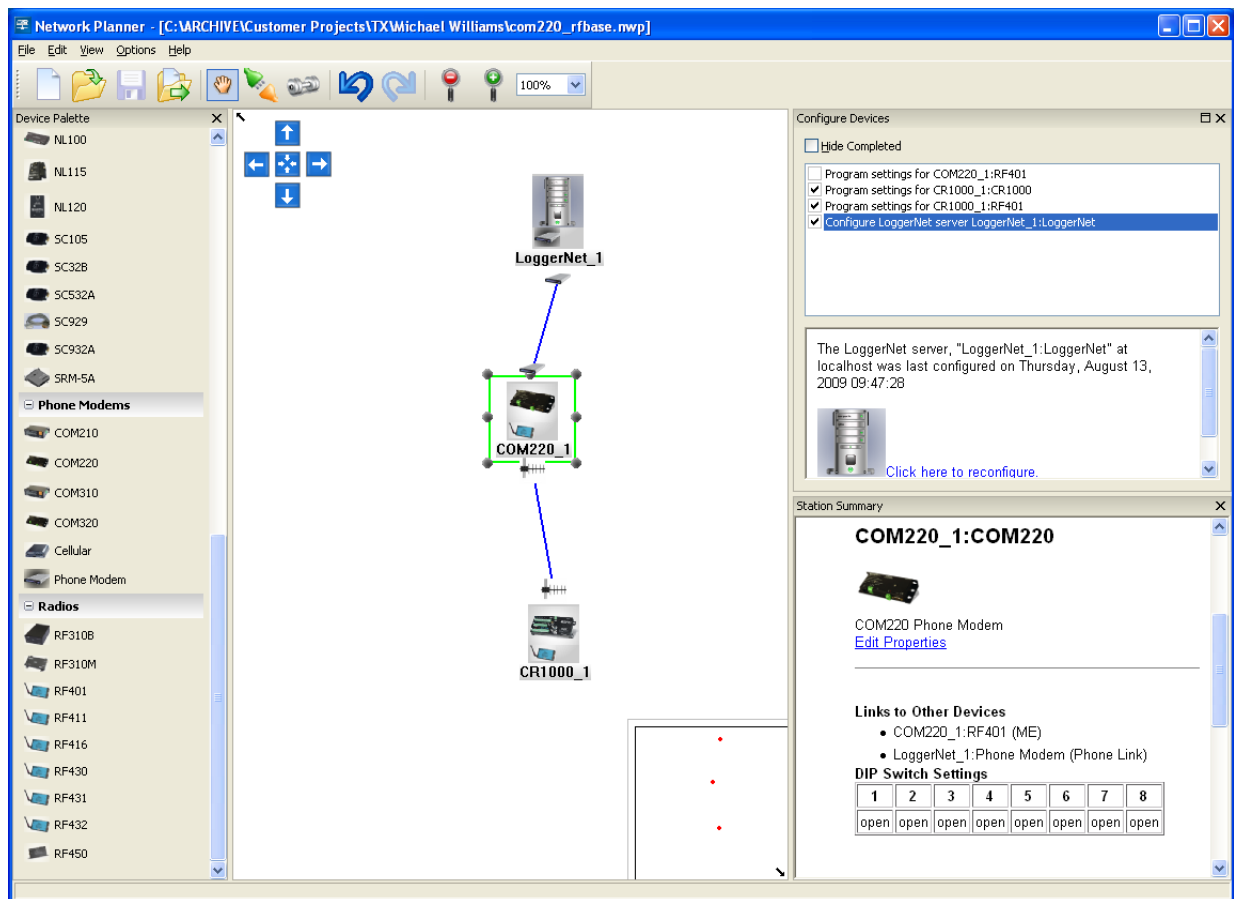 Network Planner - [C:\ARCHIVE\Customer Projects\TX\Michael Williams\com220_rfbase.nwp]
File Edit View Options Help
100%
Device Palette
NL100
NL115
NL120
SC105
SC32B
SC532A
SC929
SC932A
SRM-5A
Phone Modems
COM210
COM220
COM310
COM320
Cellular
Phone Modem
Radios
RF310B
RF310M
RF401
RF411
RF416
RF430
RF431
RF432
RF450
LoggerNet_1
COM220_1
CR1000_1
Configure Devices
Hide Completed
Program settings for COM220_1:RF401
Program settings for CR1000_1:CR1000
Program settings for CR1000_1:RF401
Configure LoggerNet server LoggerNet_1:LoggerNet
The LoggerNet server, "LoggerNet_1:LoggerNet" at
localhost was last configured on Thursday, August 13,
2009 09:47:28
Click here to reconfigure.
Station Summary
COM220_1:COM220
COM220 Phone Modem
Edit Properties
Links to Other Devices
COM220_1:RF401 (ME)
LoggerNet_1:Phone Modem (Phone Link)
DIP Switch Settings
1 2 3 4 5 6 7 8
open open open open open open open open